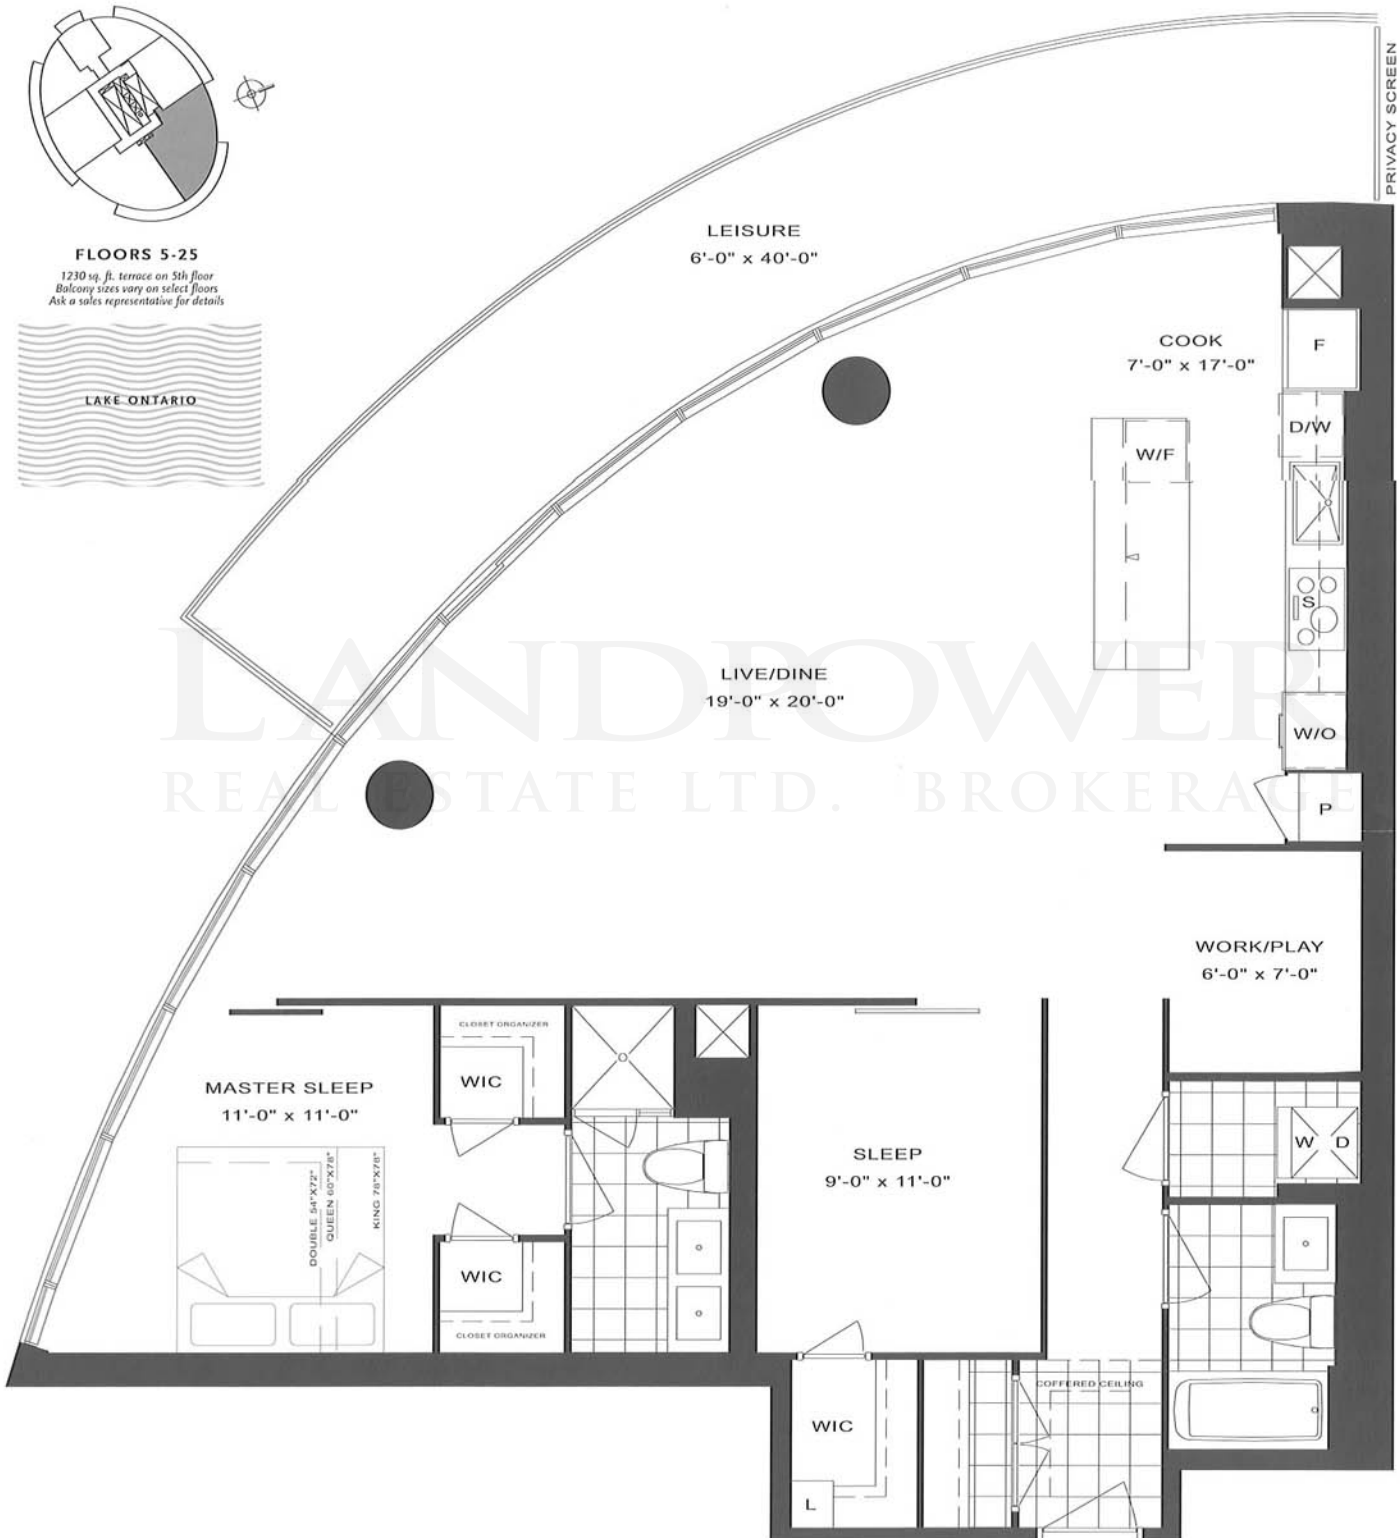 PRIVACY SCREEN
FLOORS 5-25
1230 sq. ft. terrace on 5th floor
Balcony sizes vary on select floors
Ask a sales representative for details
LAKE ONTARIO
LEISURE
6'-0" x 40'-0"
COOK
7'-0" x 17'-0"
F
D/W
W/F
S
LANDPOWER
REAL ESTATE LTD. BROKERAGE
LIVE/DINE
19'-0" x 20'-0"
W/O
P
WORK/PLAY
6'-0" x 7'-0"
CLOSET ORGANIZER
WIC
MASTER SLEEP
11'-0" x 11'-0"
DOUBLE 54"X72"
QUEEN 60"X78"
KING 78"X78"
SLEEP
9'-0" x 11'-0"
W D
WIC
CLOSET ORGANIZER
COFFERED CEILING
WIC
L